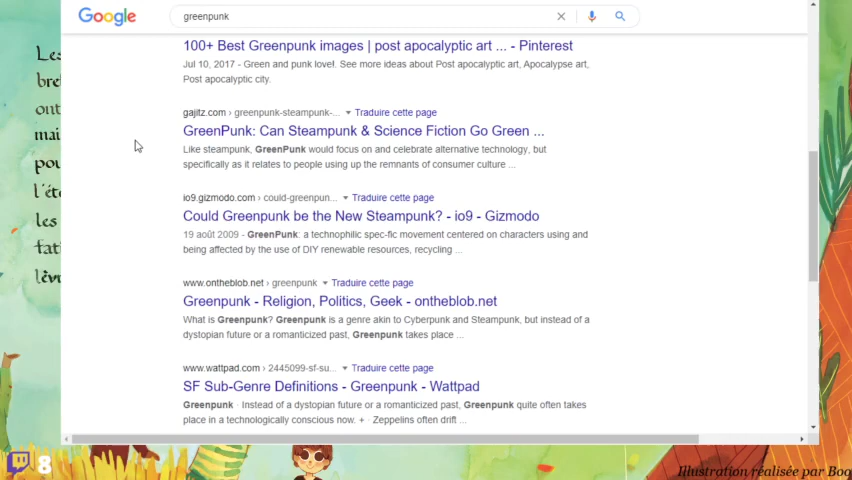 Google
greenpunk
100+ Best Greenpunk images | post apocalyptic art ... - Pinterest
Jul 10, 2017 - Green and punk love!. See more ideas about Post apocalyptic art, Apocalypse art,
Post apocalyptic city.
gajitz.com › greenpunk-steampunk-... ▼ Traduire cette page
GreenPunk: Can Steampunk & Science Fiction Go Green ...
Like steampunk, GreenPunk would focus on and celebrate alternative technology, but
specifically as it relates to people using up the remnants of consumer culture ...
io9.gizmodo.com › could-greenpun... ▼ Traduire cette page
Could Greenpunk be the New Steampunk? - io9 - Gizmodo
19 août 2009 - GreenPunk: a technophilic spec-fic movement centered on characters using and
being affected by the use of DIY renewable resources, recycling ...
www.ontheblob.net › greenpunk ▼ Traduire cette page
Greenpunk - Religion, Politics, Geek - ontheblob.net
What is Greenpunk? Greenpunk is a genre akin to Cyberpunk and Steampunk, but instead of a
dystopian future or a romanticized past, Greenpunk takes place ...
www.wattpad.com › 2445099-sf-su... ▼ Traduire cette page
SF Sub-Genre Definitions - Greenpunk - Wattpad
Greenpunk · Instead of a dystopian future or a romanticized past, Greenpunk quite often takes
place in a technologically conscious now. + · Zeppelins often drift ...
Les
ont
les
8
Illustration réalisée par Boo